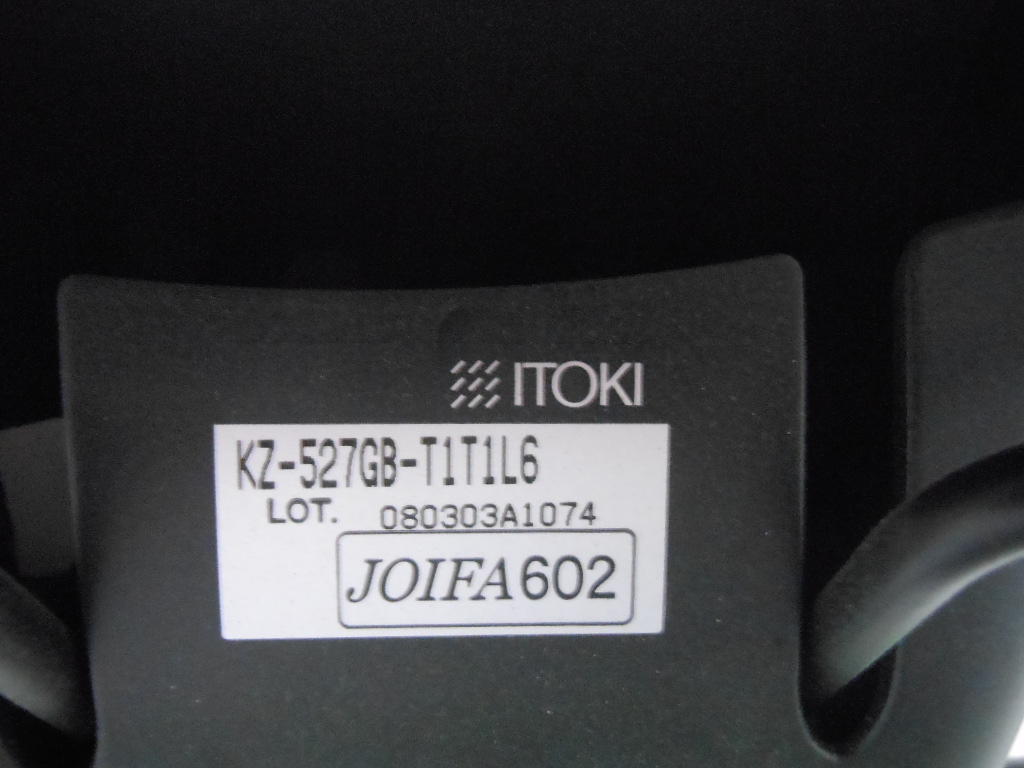 ITOKI
KZ-527GB-T1T1L6
LOT. 080303A1074
JOIFA602